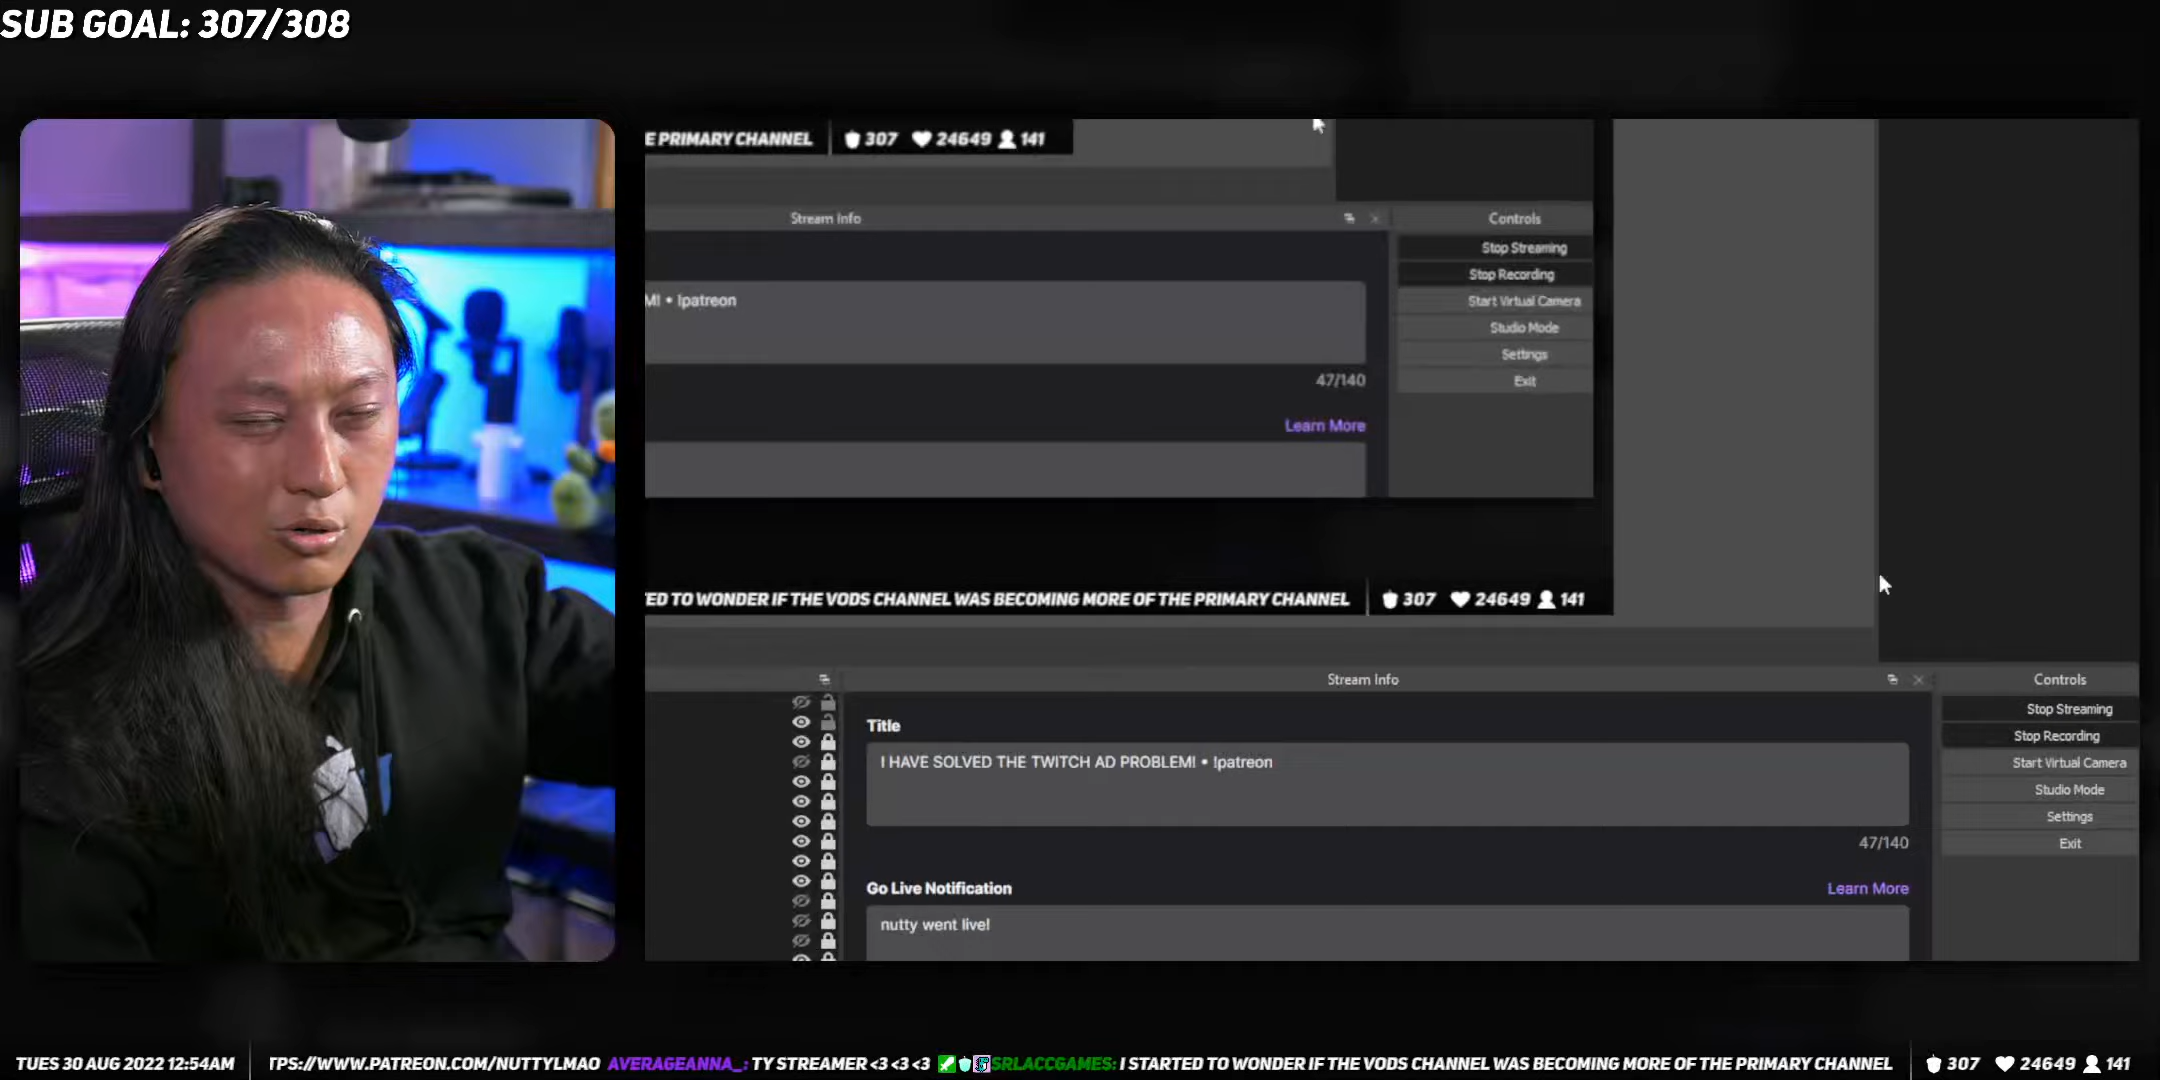 SUB GOAL: 307/308
E PRIMARY CHANNEL 307 24649 141
Stream Info Controls
Stop Streaming
Stop Recording
M! • !patreon Start Virtual Camera
Studio Mode
Settings
47/140 Exit
Learn More
ED TO WONDER IF THE VODS CHANNEL WAS BECOMING MORE OF THE PRIMARY CHANNEL 307 24649 141
Stream Info Controls
Title Stop Streaming
Stop Recording
I HAVE SOLVED THE TWITCH AD PROBLEM! • !patreon Start Virtual Camera
Studio Mode
Settings
47/140 Exit
Go Live Notification Learn More
nutty went live!
TUES 30 AUG 2022 12:54AM TPS://WWW.PATREON.COM/NUTTYLMAO AVERAGEANNA_: TY STREAMER <3 <3 <3 SRLACCGAMES: I STARTED TO WONDER IF THE VODS CHANNEL WAS BECOMING MORE OF THE PRIMARY CHANNEL 307 24649 141